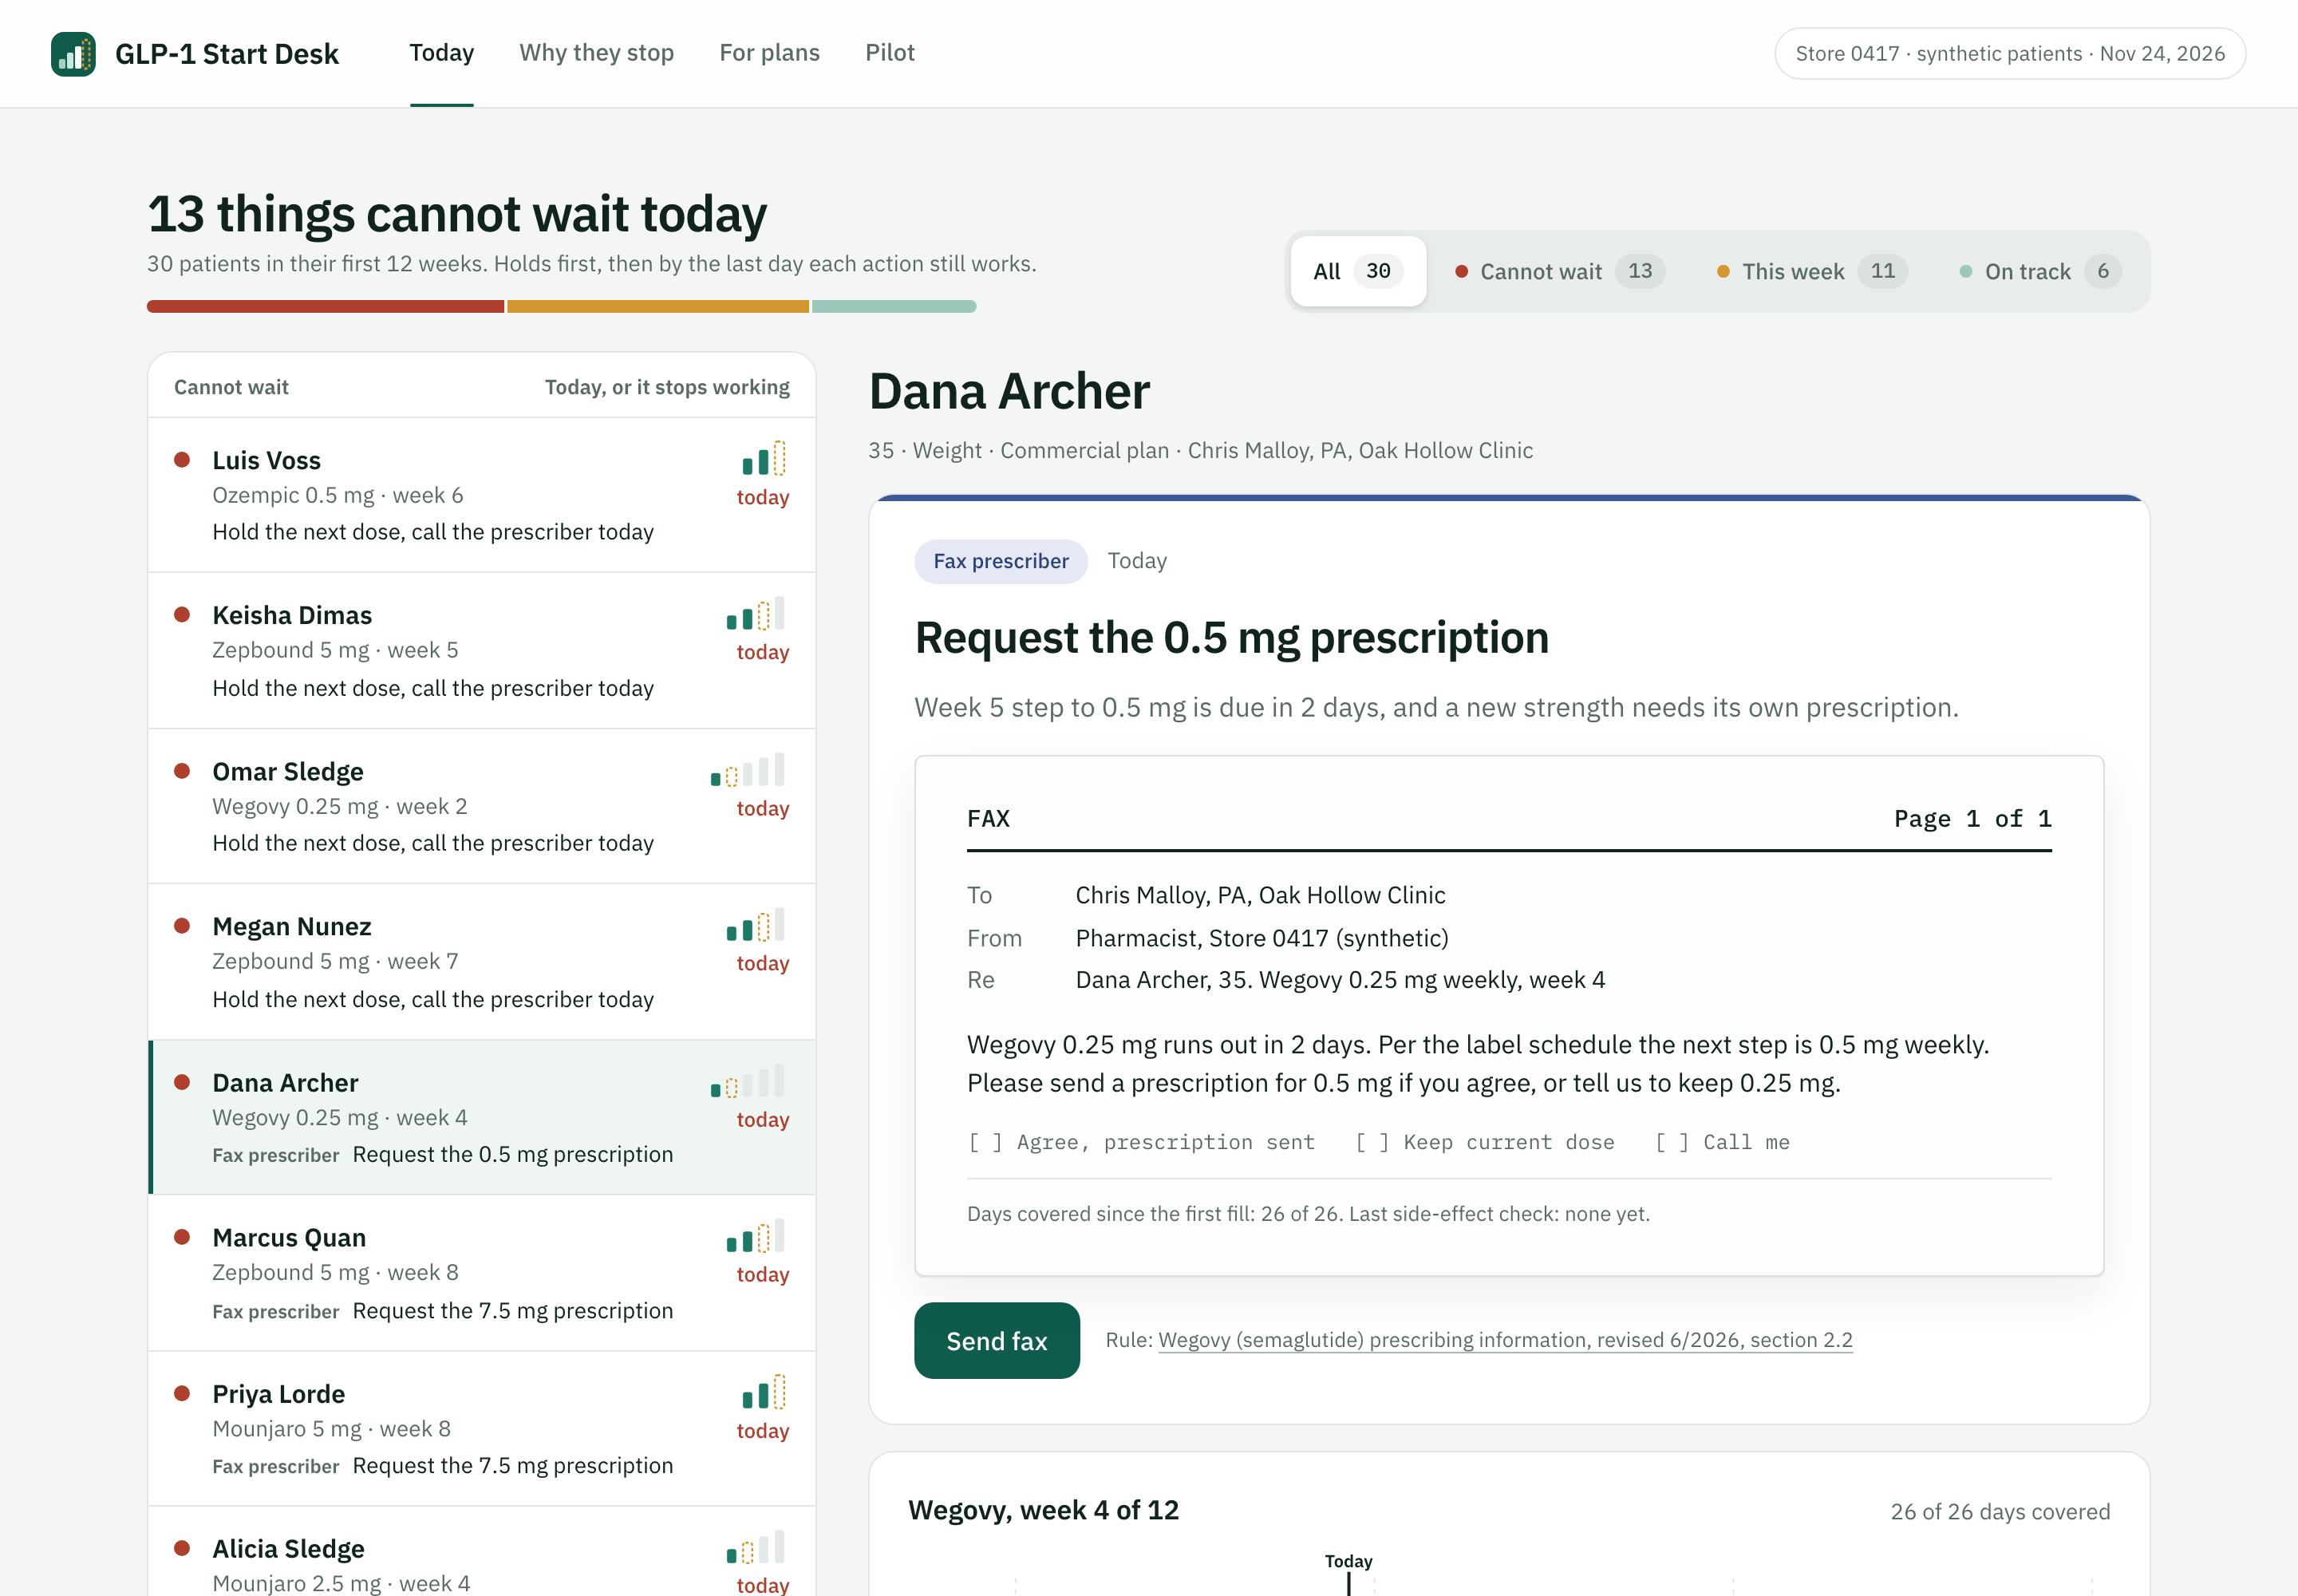 GLP-1 Start Desk
Today
Why they stop
For plans
Pilot
Store 0417 · synthetic patients · Nov 24, 2026
13 things cannot wait today
30 patients in their first 12 weeks. Holds first, then by the last day each action still works.
All 30
Cannot wait 13
This week 11
On track 6
Cannot wait
Today, or it stops working
Luis Voss
Ozempic 0.5 mg · week 6
today
Hold the next dose, call the prescriber today
Keisha Dimas
Zepbound 5 mg · week 5
today
Hold the next dose, call the prescriber today
Omar Sledge
Wegovy 0.25 mg · week 2
today
Hold the next dose, call the prescriber today
Megan Nunez
Zepbound 5 mg · week 7
today
Hold the next dose, call the prescriber today
Dana Archer
Wegovy 0.25 mg · week 4
today
Fax prescriber Request the 0.5 mg prescription
Marcus Quan
Zepbound 5 mg · week 8
today
Fax prescriber Request the 7.5 mg prescription
Priya Lorde
Mounjaro 5 mg · week 8
today
Fax prescriber Request the 7.5 mg prescription
Alicia Sledge
Mounjaro 2.5 mg · week 4
today
Dana Archer
35 · Weight · Commercial plan · Chris Malloy, PA, Oak Hollow Clinic
Fax prescriber Today
Request the 0.5 mg prescription
Week 5 step to 0.5 mg is due in 2 days, and a new strength needs its own prescription.
FAX Page 1 of 1
To Chris Malloy, PA, Oak Hollow Clinic
From Pharmacist, Store 0417 (synthetic)
Re Dana Archer, 35. Wegovy 0.25 mg weekly, week 4
Wegovy 0.25 mg runs out in 2 days. Per the label schedule the next step is 0.5 mg weekly.
Please send a prescription for 0.5 mg if you agree, or tell us to keep 0.25 mg.
[ ] Agree, prescription sent [ ] Keep current dose [ ] Call me
Days covered since the first fill: 26 of 26. Last side-effect check: none yet.
Send fax
Rule: Wegovy (semaglutide) prescribing information, revised 6/2026, section 2.2
Wegovy, week 4 of 12
26 of 26 days covered
Today